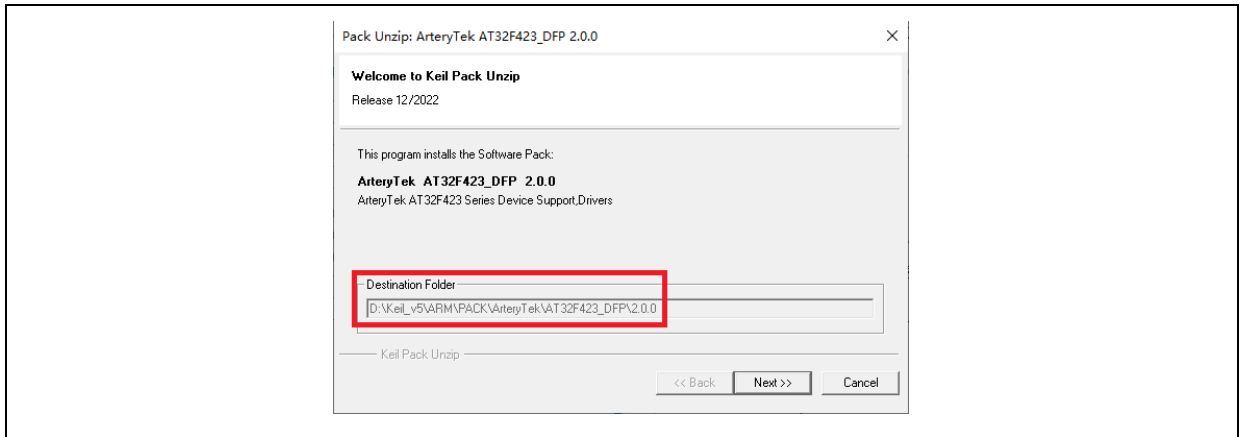 Pack Unzip: ArteryTek AT32F423_DFP 2.0.0
Welcome to Keil Pack Unzip
Release 12/2022
This program installs the Software Pack:
ArteryTek AT32F423_DFP 2.0.0
ArteryTek AT32F423 Series Device Support,Drivers
Destination Folder
D:\Keil_v5\ARM\PACK\ArteryTek\AT32F423_DFP\2.0.0
Keil Pack Unzip
<< Back Next >> Cancel